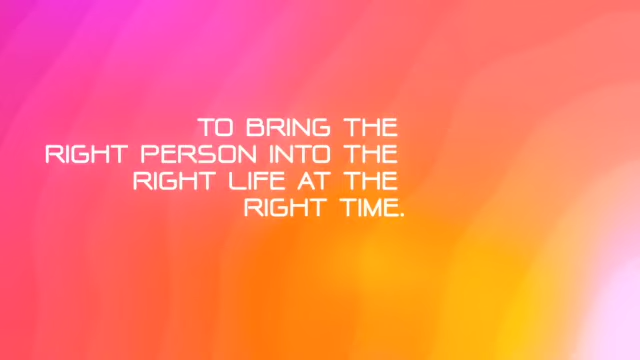 TO BRING THE
RIGHT PERSON INTO THE
RIGHT LIFE AT THE
RIGHT TIME.